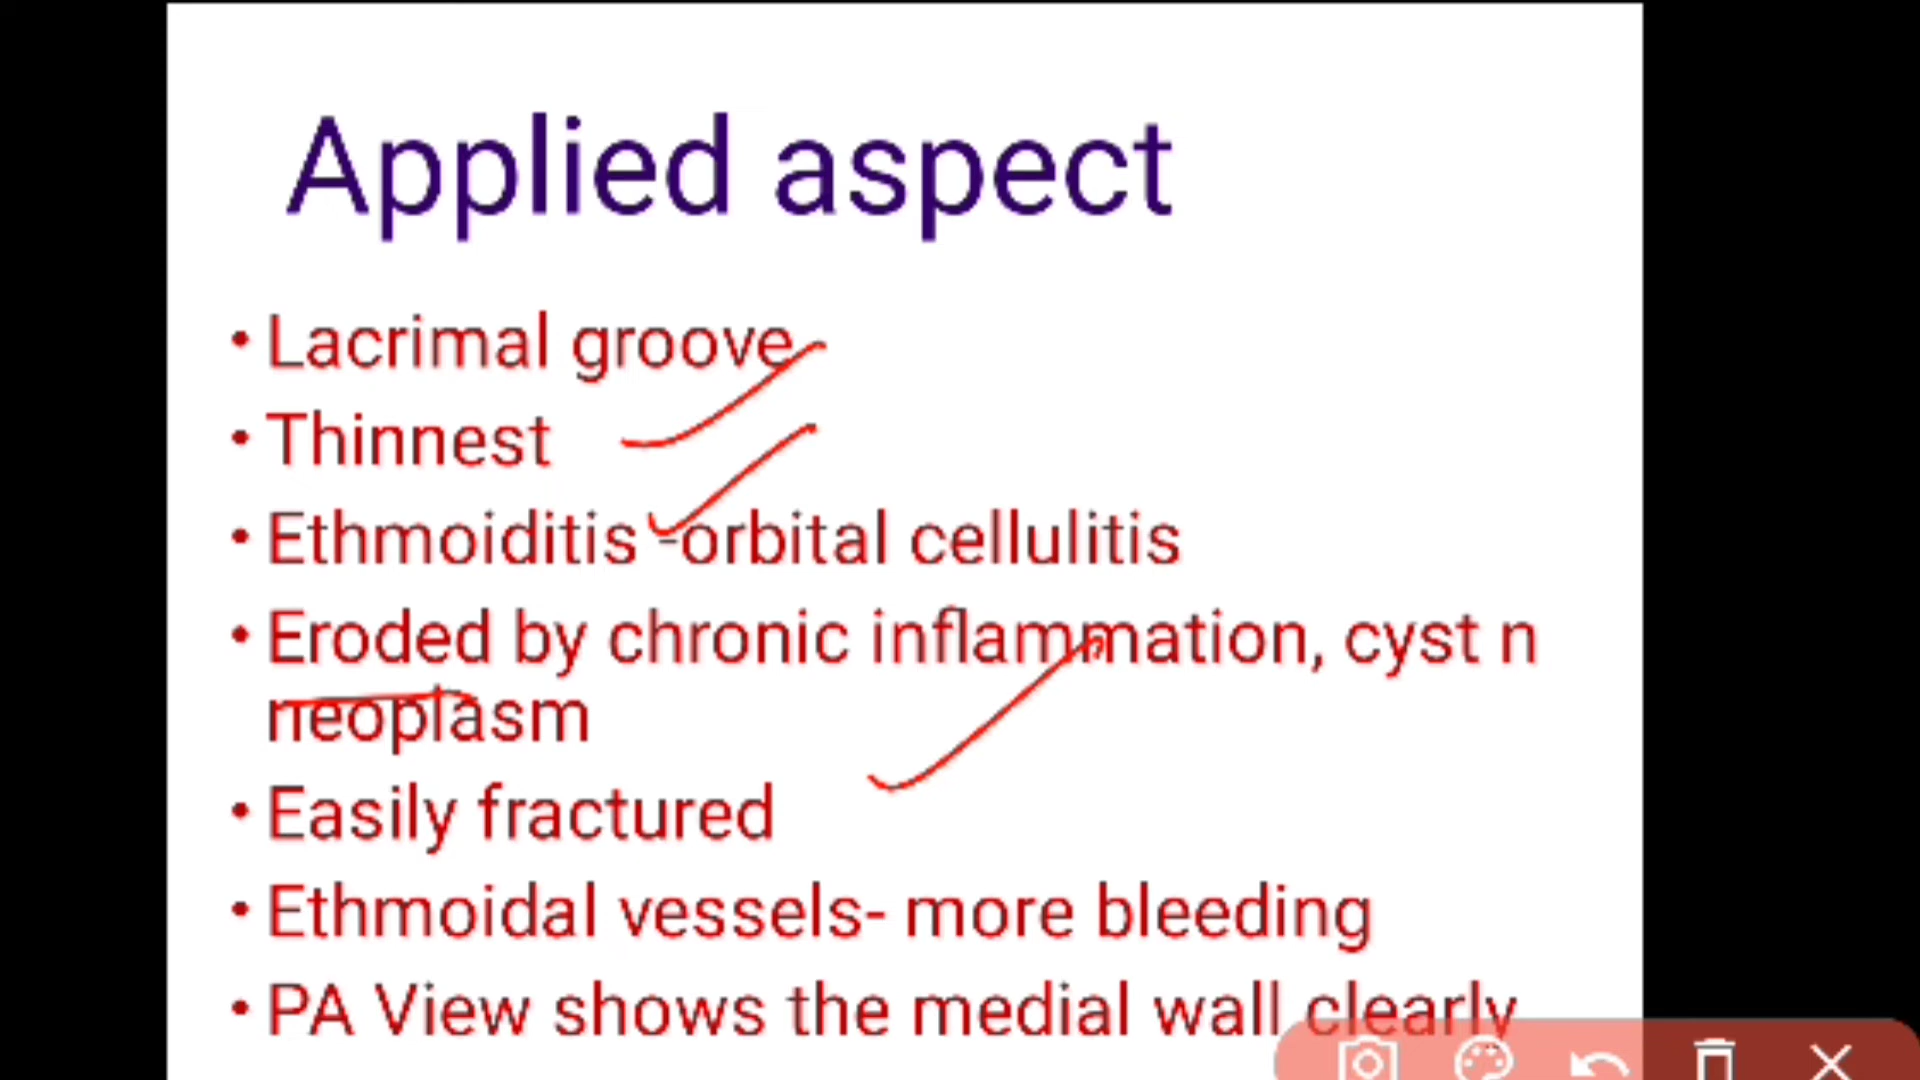 Applied aspect
• Lacrimal groove
• Thinnest
• Ethmoiditis -orbital cellulitis
• Eroded by chronic inflammation, cyst n
neoplasm
• Easily fractured
• Ethmoidal vessels- more bleeding
• PA View shows the medial wall clearly